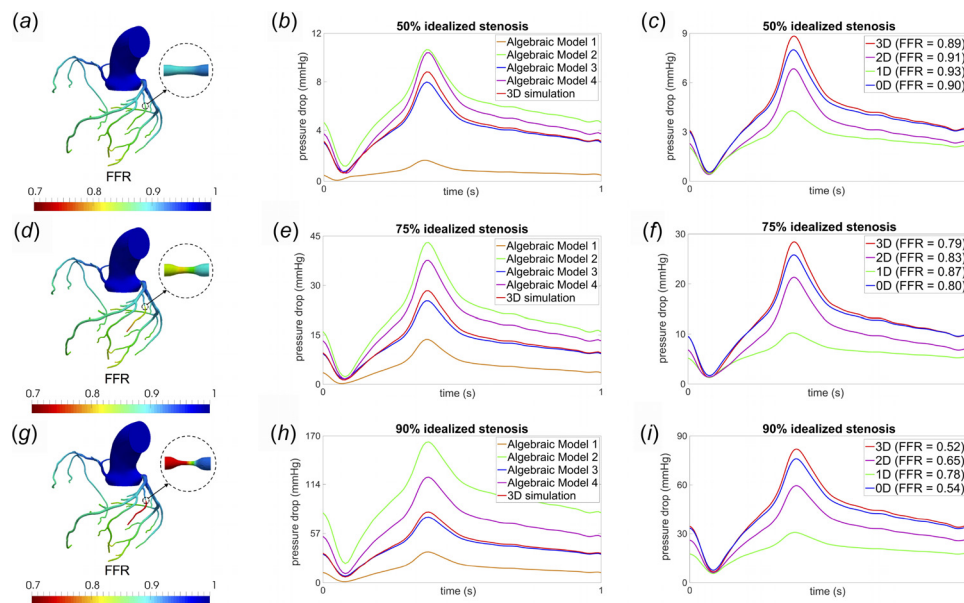 (a)
FFR
0.7 0.8 0.9 1
(b)
50% idealized stenosis
pressure drop (mmHg)
12
8
4
0
0 1
time (s)
Algebraic Model 1
Algebraic Model 2
Algebraic Model 3
Algebraic Model 4
3D simulation
(c)
50% idealized stenosis
pressure drop (mmHg)
9
6
3
0
0
time (s)
3D (FFR = 0.89)
2D (FFR = 0.91)
1D (FFR = 0.93)
0D (FFR = 0.90)
(d)
FFR
0.7 0.8 0.9 1
(e)
75% idealized stenosis
pressure drop (mmHg)
45
30
15
0
0 1
time (s)
Algebraic Model 1
Algebraic Model 2
Algebraic Model 3
Algebraic Model 4
3D simulation
(f)
75% idealized stenosis
pressure drop (mmHg)
30
20
10
0
0
time (s)
3D (FFR = 0.79)
2D (FFR = 0.83)
1D (FFR = 0.87)
0D (FFR = 0.80)
(g)
FFR
0.7 0.8 0.9 1
(h)
90% idealized stenosis
pressure drop (mmHg)
170
114
57
0
0 1
time (s)
Algebraic Model 1
Algebraic Model 2
Algebraic Model 3
Algebraic Model 4
3D simulation
(i)
90% idealized stenosis
pressure drop (mmHg)
90
60
30
0
0
time (s)
3D (FFR = 0.52)
2D (FFR = 0.65)
1D (FFR = 0.78)
0D (FFR = 0.54)